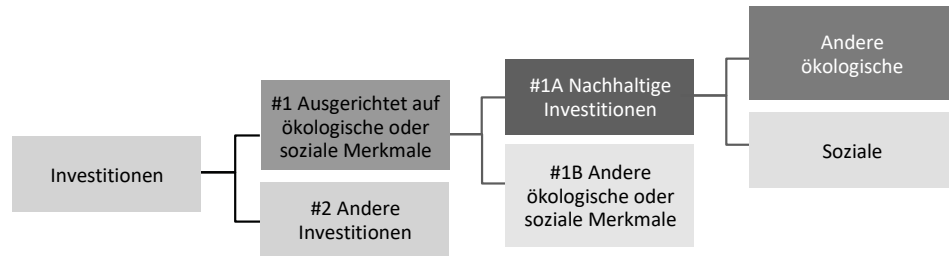 Investitionen
#1 Ausgerichtet auf
ökologische oder
soziale Merkmale
#2 Andere
Investitionen
#1A Nachhaltige
Investitionen
#1B Andere
ökologische oder
soziale Merkmale
Andere
ökologische
Soziale